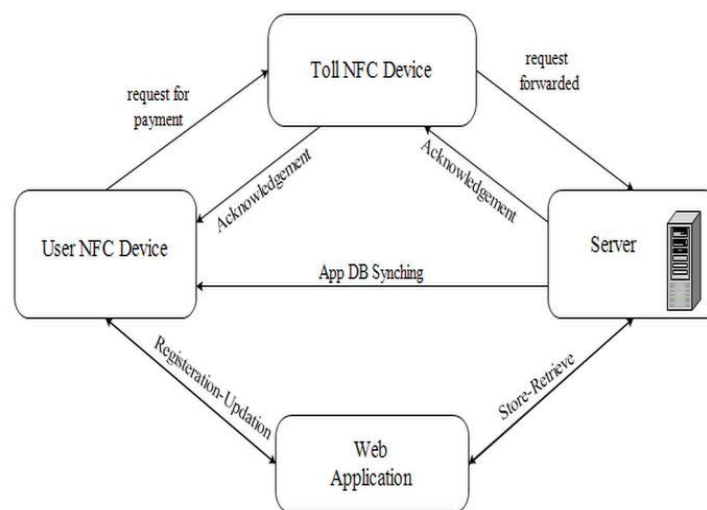 Toll NFC Device
request for
payment
request
forwarded
Acknowledgement
Acknowledgement
User NFC Device
Server
App DB Synching
Registeration-Updation
Store-Retrieve
Web
Application